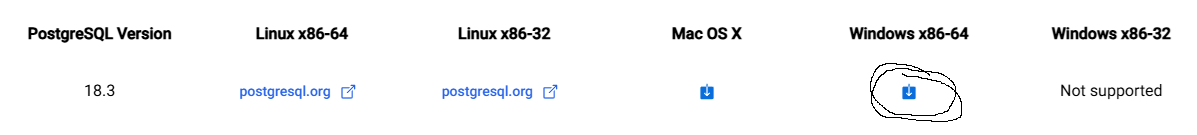 PostgreSQL Version Linux x86-64 Linux x86-32 Mac OS X Windows x86-64 Windows x86-32
18.3 postgresql.org postgresql.org Not supported